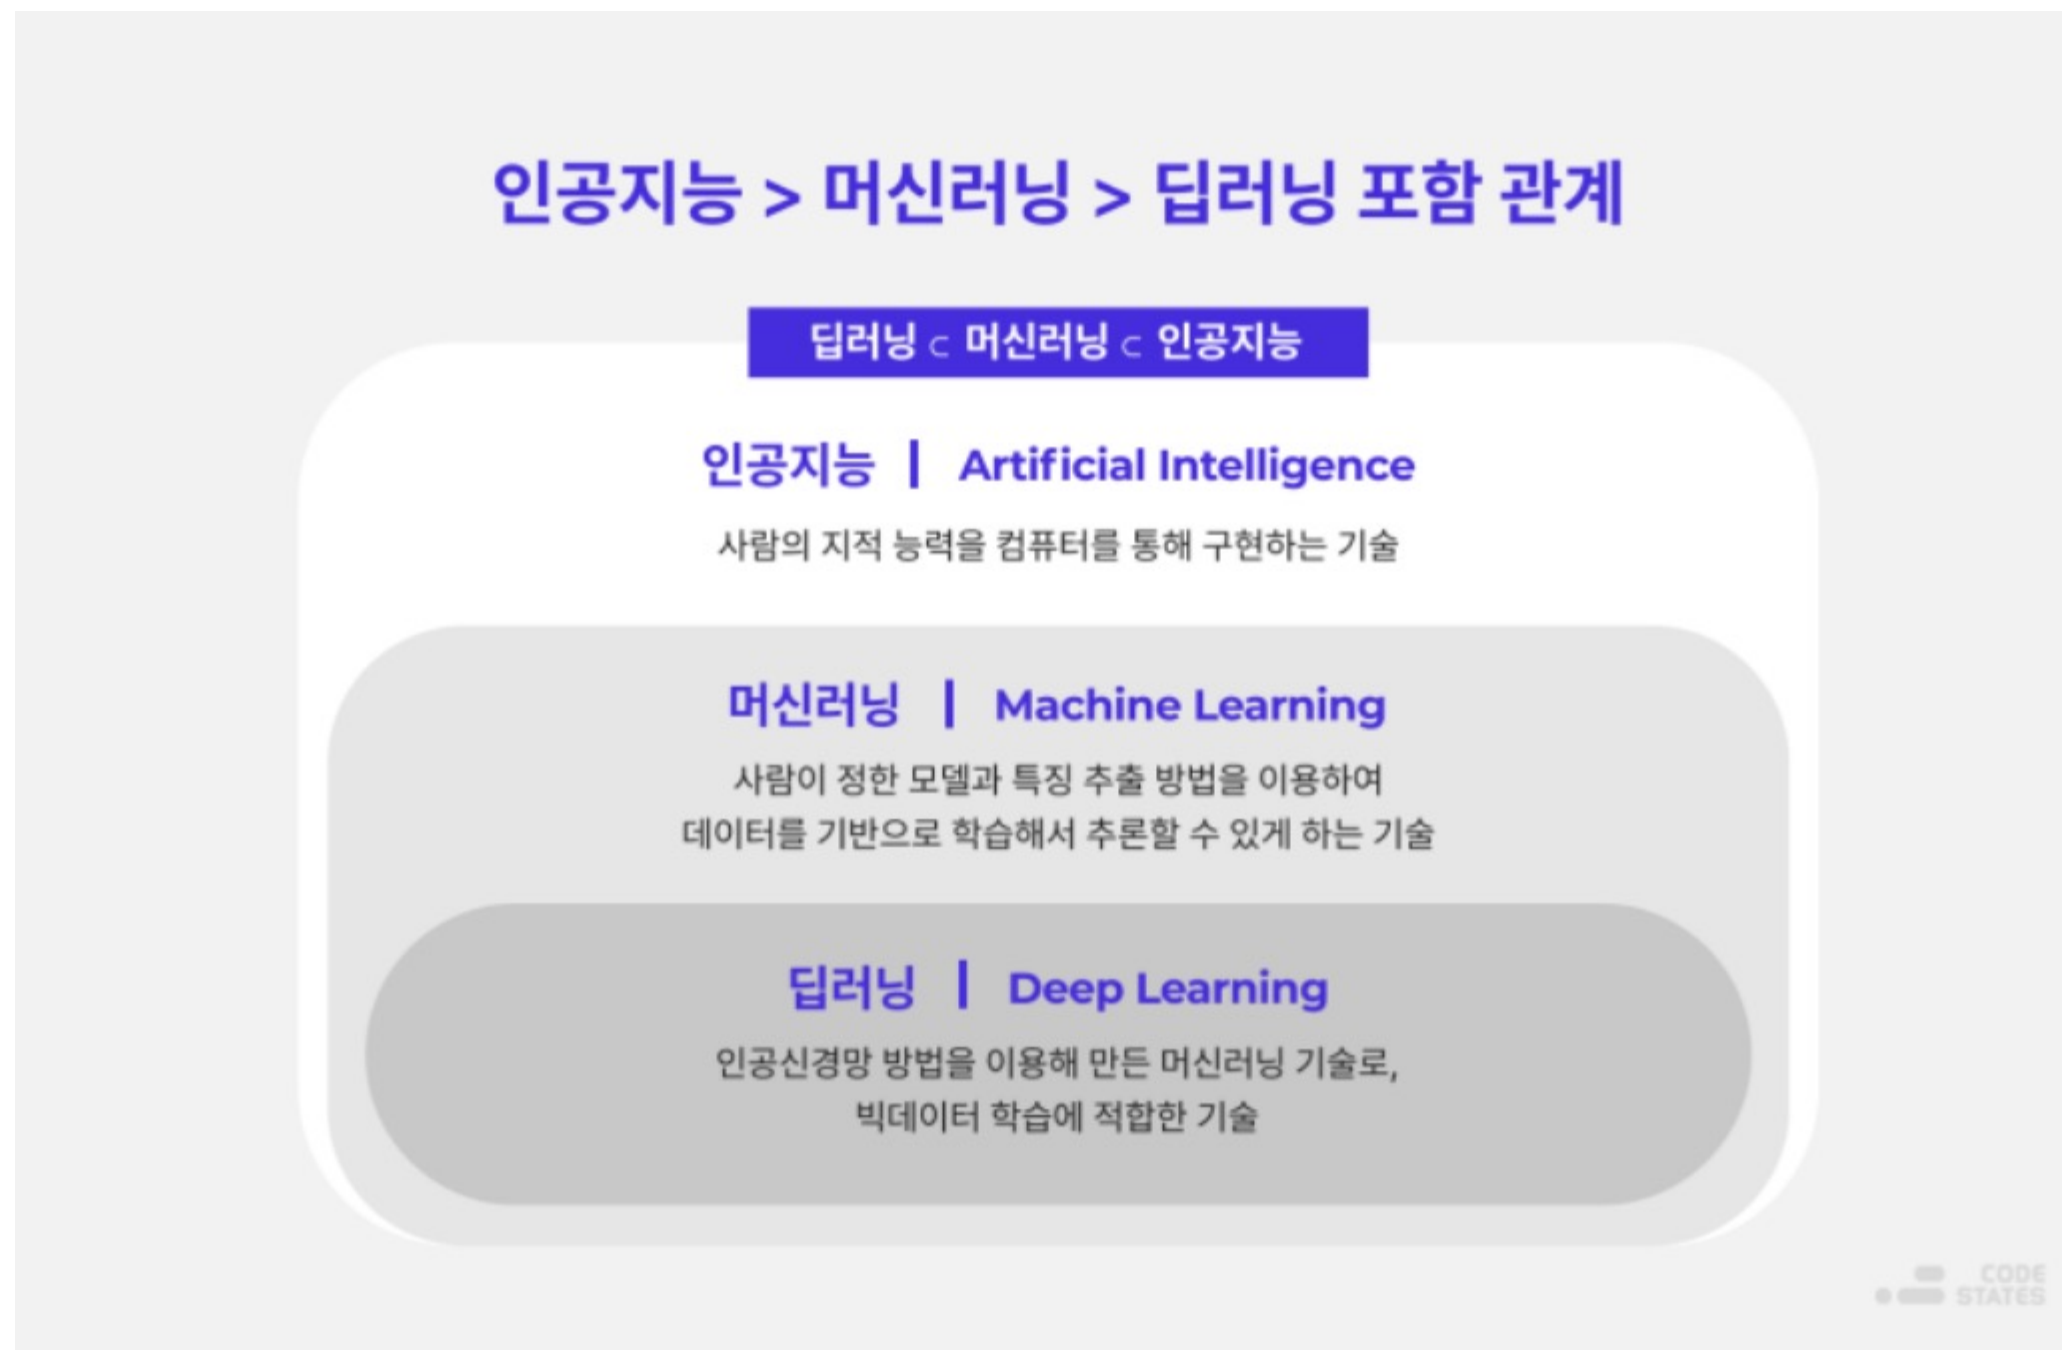 인공지능 > 머신러닝 > 딥러닝 포함 관계
딥러닝 ⊂ 머신러닝 ⊂ 인공지능
인공지능 | Artificial Intelligence
사람의 지적 능력을 컴퓨터를 통해 구현하는 기술
머신러닝 | Machine Learning
사람이 정한 모델과 특징 추출 방법을 이용하여
데이터를 기반으로 학습해서 추론할 수 있게 하는 기술
딥러닝 | Deep Learning
인공신경망 방법을 이용해 만든 머신러닝 기술로,
빅데이터 학습에 적합한 기술
CODE
STATES